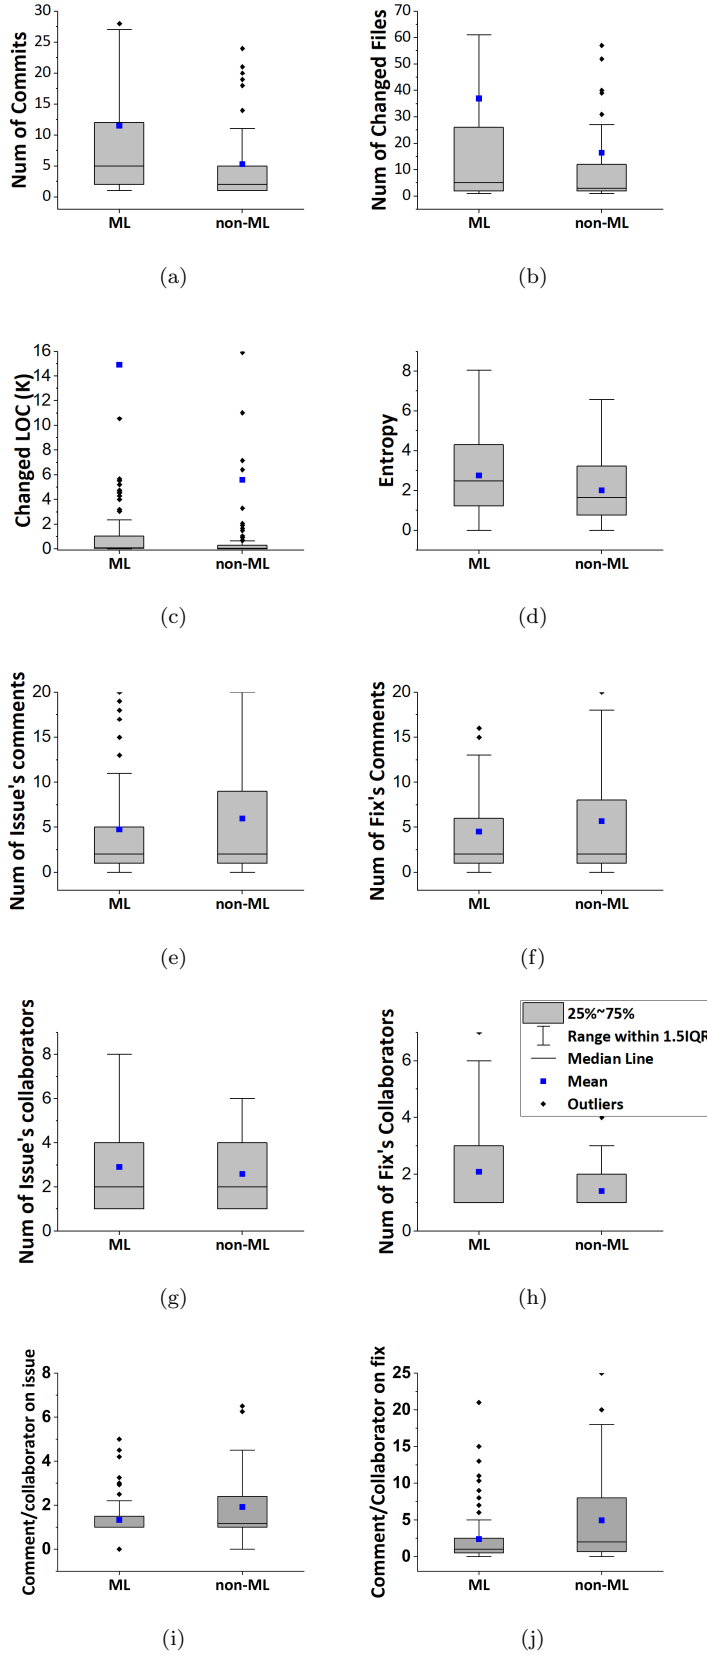 Num of Commits
30
25
20
15
10
5
0
ML
non-ML
(a)
Num of Changed Files
70
60
50
40
30
20
10
0
ML
non-ML
(b)
Changed LOC (K)
16
14
12
10
8
6
4
2
0
ML
non-ML
(c)
Entropy
8
6
4
2
0
ML
non-ML
(d)
Num of Issue's comments
20
15
10
5
0
ML
non-ML
(e)
Num of Fix's Comments
20
15
10
5
0
ML
non-ML
(f)
Num of Issue's collaborators
8
6
4
2
0
ML
non-ML
(g)
Num of Fix's Collaborators
6
4
2
0
25%~75%
Range within 1.5IQR
Median Line
Mean
Outliers
ML
non-ML
(h)
Comment/collaborator on issue
8
6
4
2
0
ML
non-ML
(i)
Comment/Collaborator on fix
25
20
15
10
5
0
ML
non-ML
(j)